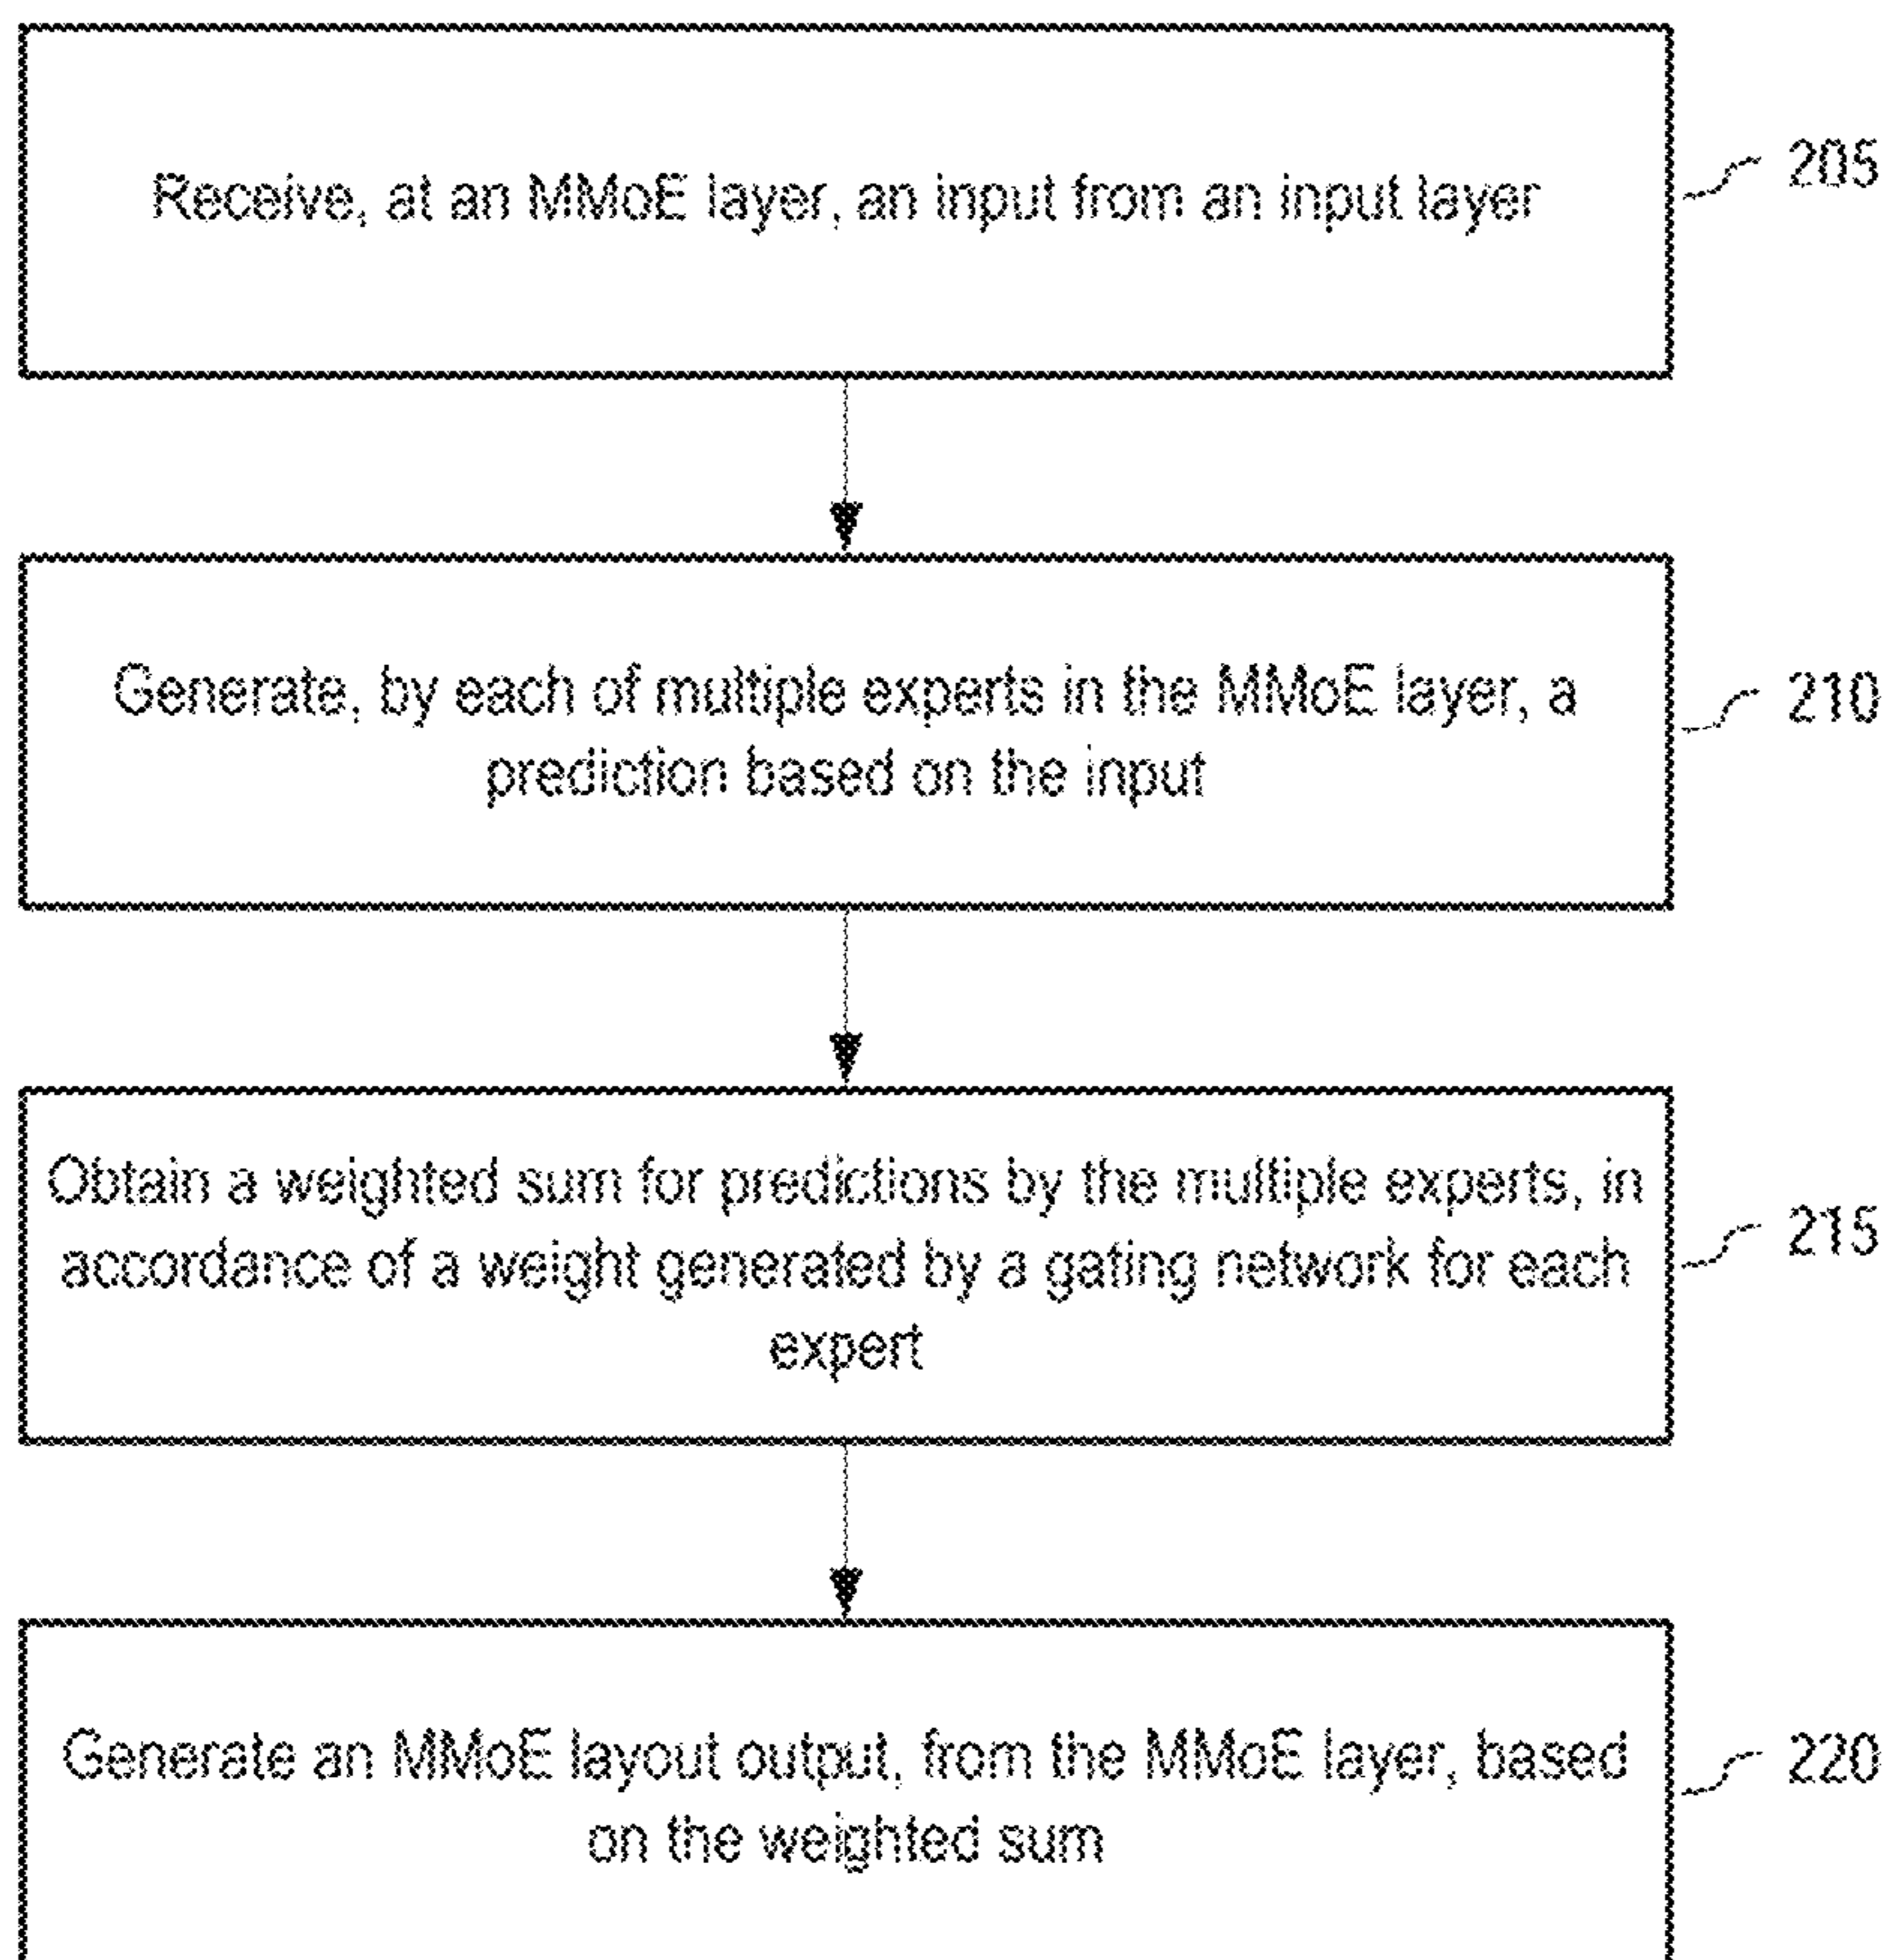 Receive, at an MMoE layer, an input from an input layer
205
Generate, by each of multiple experts in the MMoE layer, a
prediction based on the input
210
Obtain a weighted sum for predictions by the multiple experts, in
accordance of a weight generated by a gating network for each
expert
215
Generate an MMoE layout output, from the MMoE layer, based
on the weighted sum
220